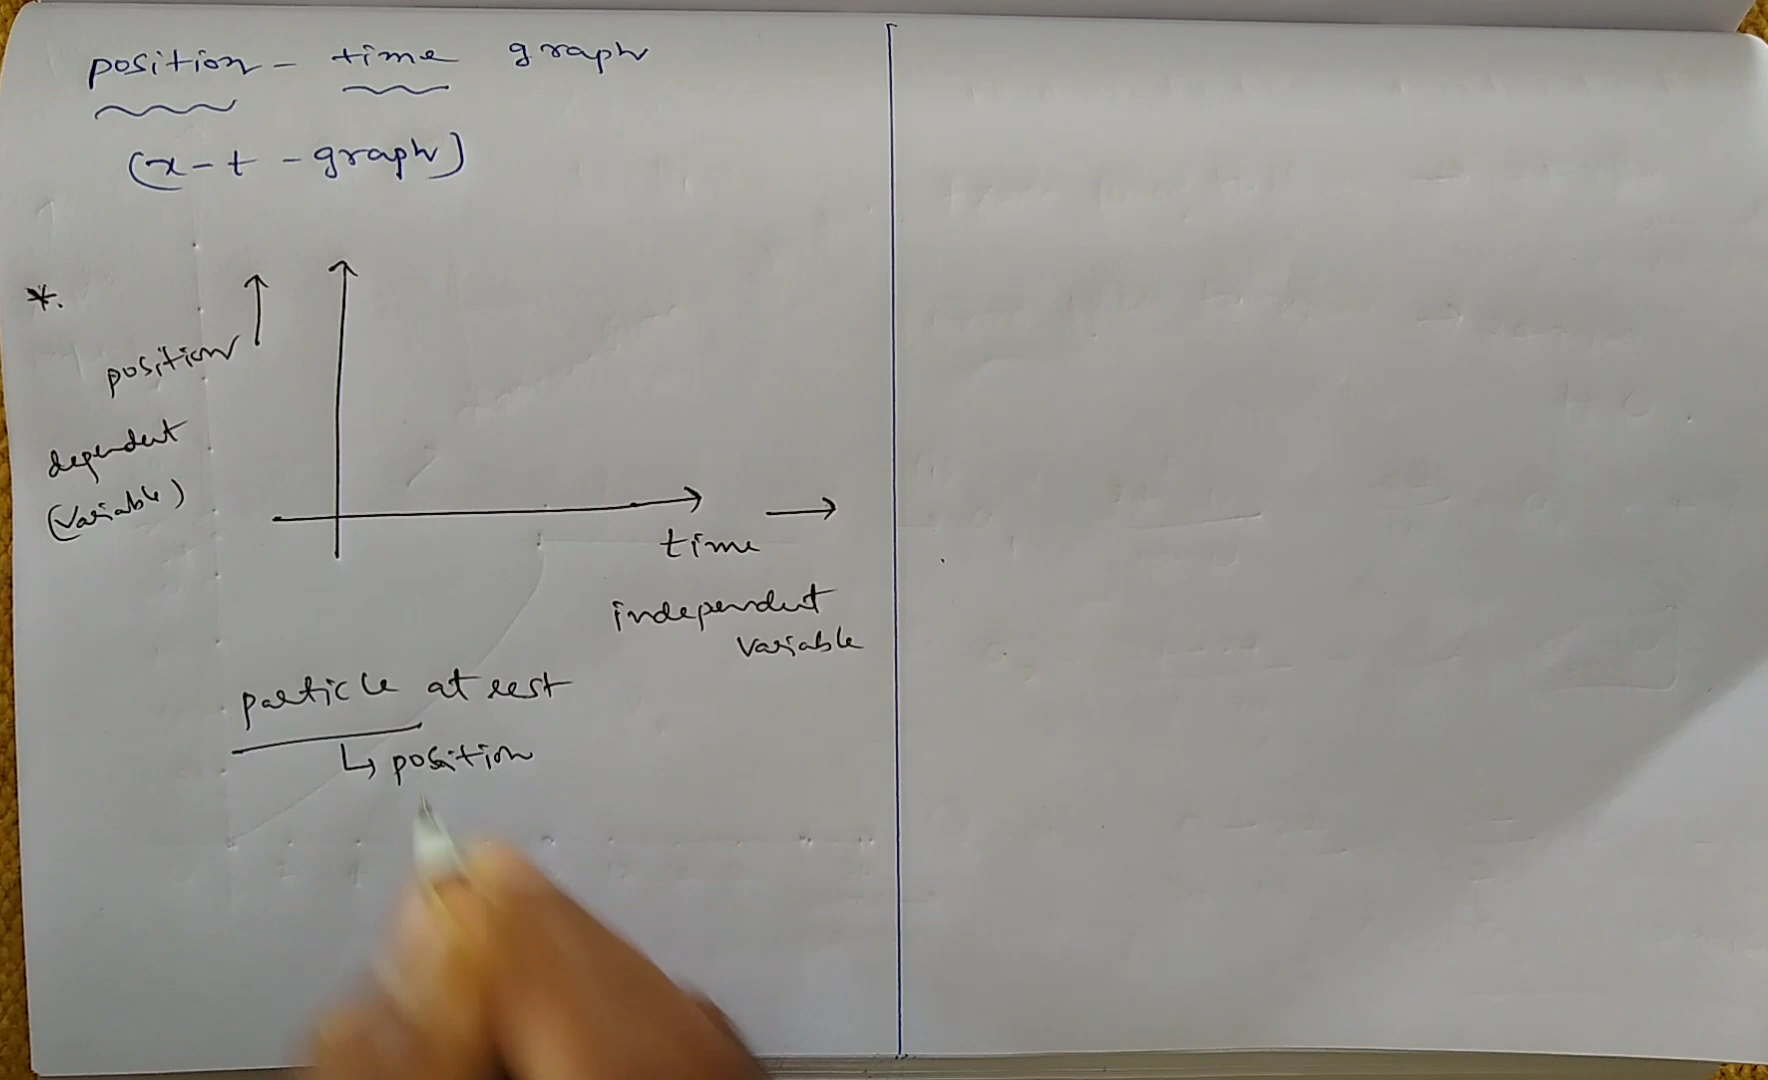 position - time graph
(x - t - graph)
*.
position
dependent
(variable)
time
independent
variable
particle at rest
↳ position